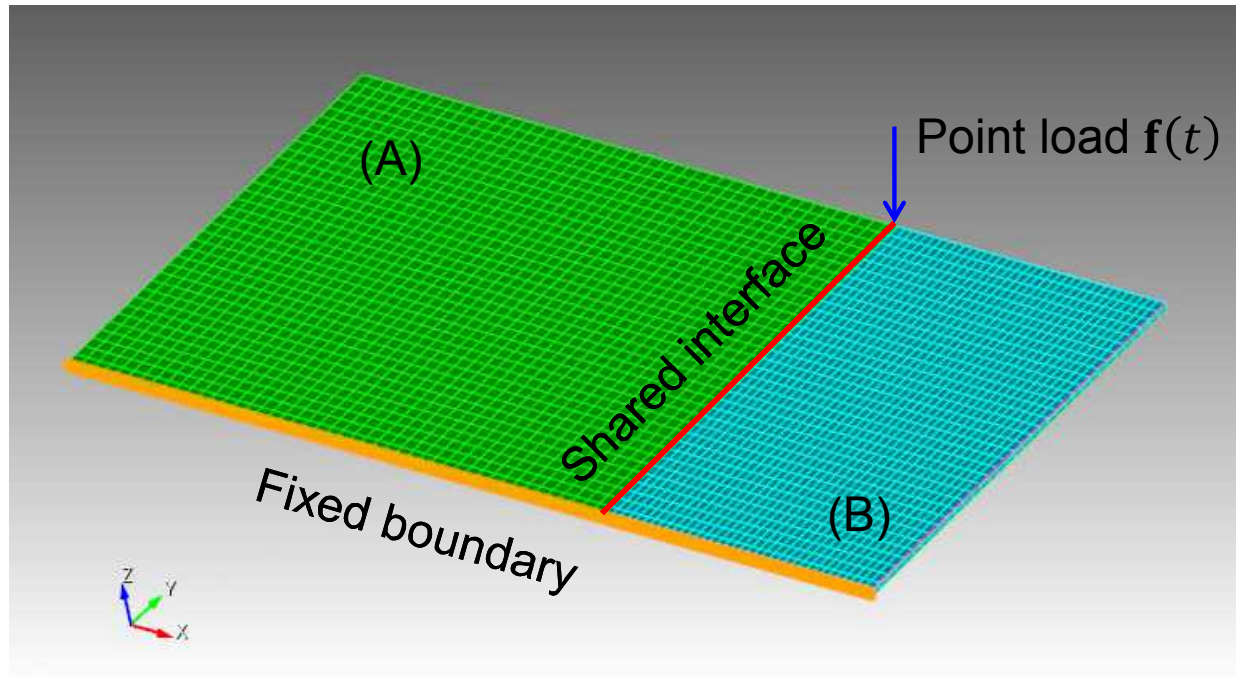 (A)
Point load 𝐟(𝑡)
Shared interface
(B)
Fixed boundary
Z
Y
X